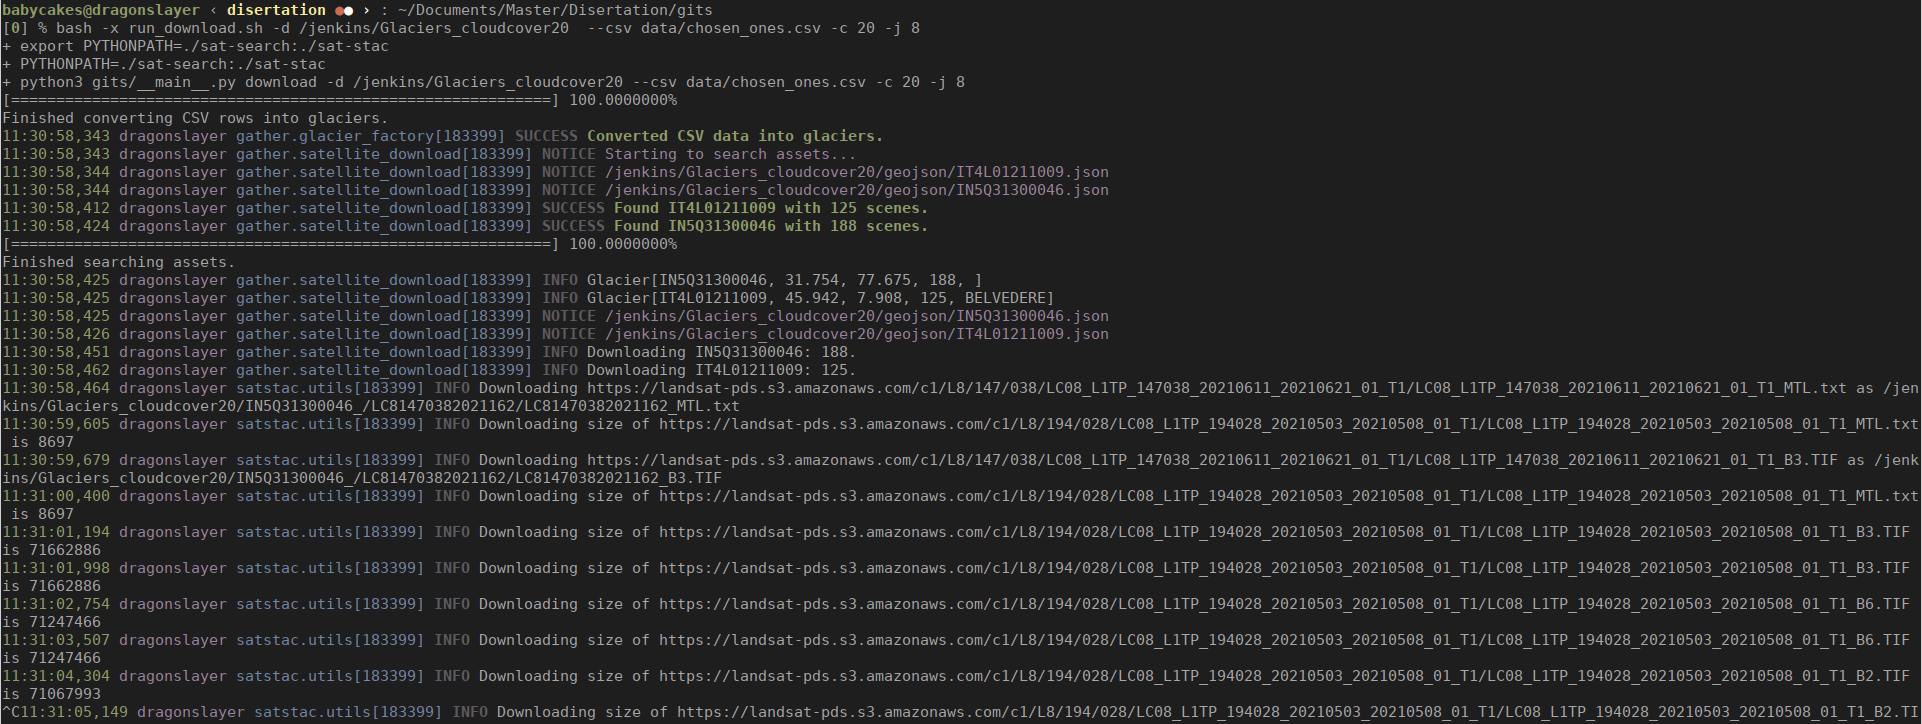 babycakes@dragonslayer ‹ disertation ●● › : ~/Documents/Master/Disertation/gits
[0] % bash -x run_download.sh -d /jenkins/Glaciers_cloudcover20  --csv data/chosen_ones.csv -c 20 -j 8
+ export PYTHONPATH=./sat-search:./sat-stac
+ PYTHONPATH=./sat-search:./sat-stac
+ python3 gits/__main__.py download -d /jenkins/Glaciers_cloudcover20 --csv data/chosen_ones.csv -c 20 -j 8
[============================================================] 100.0000000%
Finished converting CSV rows into glaciers.
11:30:58,343 dragonslayer gather.glacier_factory[183399] SUCCESS Converted CSV data into glaciers.
11:30:58,343 dragonslayer gather.satellite_download[183399] NOTICE Starting to search assets...
11:30:58,344 dragonslayer gather.satellite_download[183399] NOTICE /jenkins/Glaciers_cloudcover20/geojson/IT4L01211009.json
11:30:58,344 dragonslayer gather.satellite_download[183399] NOTICE /jenkins/Glaciers_cloudcover20/geojson/IN5Q31300046.json
11:30:58,412 dragonslayer gather.satellite_download[183399] SUCCESS Found IT4L01211009 with 125 scenes.
11:30:58,424 dragonslayer gather.satellite_download[183399] SUCCESS Found IN5Q31300046 with 188 scenes.
[============================================================] 100.0000000%
Finished searching assets.
11:30:58,425 dragonslayer gather.satellite_download[183399] INFO Glacier[IN5Q31300046, 31.754, 77.675, 188, ]
11:30:58,425 dragonslayer gather.satellite_download[183399] INFO Glacier[IT4L01211009, 45.942, 7.908, 125, BELVEDERE]
11:30:58,425 dragonslayer gather.satellite_download[183399] NOTICE /jenkins/Glaciers_cloudcover20/geojson/IN5Q31300046.json
11:30:58,426 dragonslayer gather.satellite_download[183399] NOTICE /jenkins/Glaciers_cloudcover20/geojson/IT4L01211009.json
11:30:58,451 dragonslayer gather.satellite_download[183399] INFO Downloading IN5Q31300046: 188.
11:30:58,462 dragonslayer gather.satellite_download[183399] INFO Downloading IT4L01211009: 125.
11:30:58,464 dragonslayer satstac.utils[183399] INFO Downloading https://landsat-pds.s3.amazonaws.com/c1/L8/147/038/LC08_L1TP_147038_20210611_20210621_01_T1/LC08_L1TP_147038_20210611_20210621_01_T1_MTL.txt as /jen
kins/Glaciers_cloudcover20/IN5Q31300046_/LC81470382021162/LC81470382021162_MTL.txt
11:30:59,605 dragonslayer satstac.utils[183399] INFO Downloading size of https://landsat-pds.s3.amazonaws.com/c1/L8/194/028/LC08_L1TP_194028_20210503_20210508_01_T1/LC08_L1TP_194028_20210503_20210508_01_T1_MTL.txt
 is 8697
11:30:59,679 dragonslayer satstac.utils[183399] INFO Downloading https://landsat-pds.s3.amazonaws.com/c1/L8/147/038/LC08_L1TP_147038_20210611_20210621_01_T1/LC08_L1TP_147038_20210611_20210621_01_T1_B3.TIF as /jenk
ins/Glaciers_cloudcover20/IN5Q31300046_/LC81470382021162/LC81470382021162_B3.TIF
11:31:00,400 dragonslayer satstac.utils[183399] INFO Downloading size of https://landsat-pds.s3.amazonaws.com/c1/L8/194/028/LC08_L1TP_194028_20210503_20210508_01_T1/LC08_L1TP_194028_20210503_20210508_01_T1_MTL.txt
 is 8697
11:31:01,194 dragonslayer satstac.utils[183399] INFO Downloading size of https://landsat-pds.s3.amazonaws.com/c1/L8/194/028/LC08_L1TP_194028_20210503_20210508_01_T1/LC08_L1TP_194028_20210503_20210508_01_T1_B3.TIF
is 71662886
11:31:01,998 dragonslayer satstac.utils[183399] INFO Downloading size of https://landsat-pds.s3.amazonaws.com/c1/L8/194/028/LC08_L1TP_194028_20210503_20210508_01_T1/LC08_L1TP_194028_20210503_20210508_01_T1_B3.TIF
is 71662886
11:31:02,754 dragonslayer satstac.utils[183399] INFO Downloading size of https://landsat-pds.s3.amazonaws.com/c1/L8/194/028/LC08_L1TP_194028_20210503_20210508_01_T1/LC08_L1TP_194028_20210503_20210508_01_T1_B6.TIF
is 71247466
11:31:03,507 dragonslayer satstac.utils[183399] INFO Downloading size of https://landsat-pds.s3.amazonaws.com/c1/L8/194/028/LC08_L1TP_194028_20210503_20210508_01_T1/LC08_L1TP_194028_20210503_20210508_01_T1_B6.TIF
is 71247466
11:31:04,304 dragonslayer satstac.utils[183399] INFO Downloading size of https://landsat-pds.s3.amazonaws.com/c1/L8/194/028/LC08_L1TP_194028_20210503_20210508_01_T1/LC08_L1TP_194028_20210503_20210508_01_T1_B2.TIF
is 71067993
^C11:31:05,149 dragonslayer satstac.utils[183399] INFO Downloading size of https://landsat-pds.s3.amazonaws.com/c1/L8/194/028/LC08_L1TP_194028_20210503_20210508_01_T1/LC08_L1TP_194028_20210503_20210508_01_T1_B2.TI